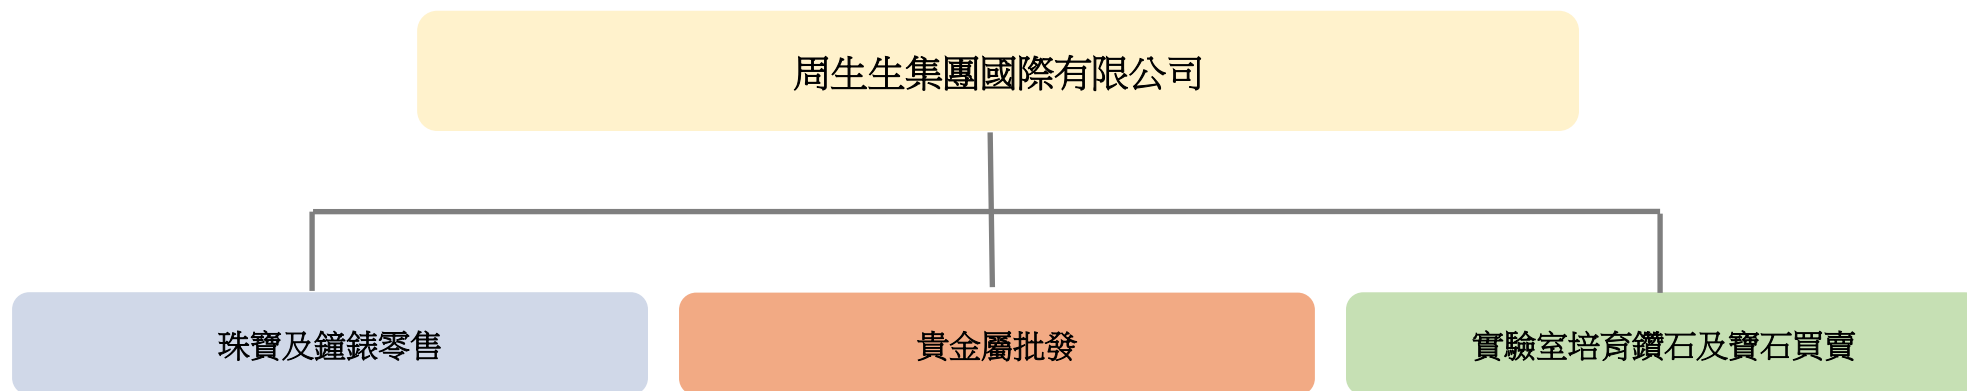 周生生集團國際有限公司
珠寶及鐘錶零售
貴金屬批發
實驗室培育鑽石及寶石買賣